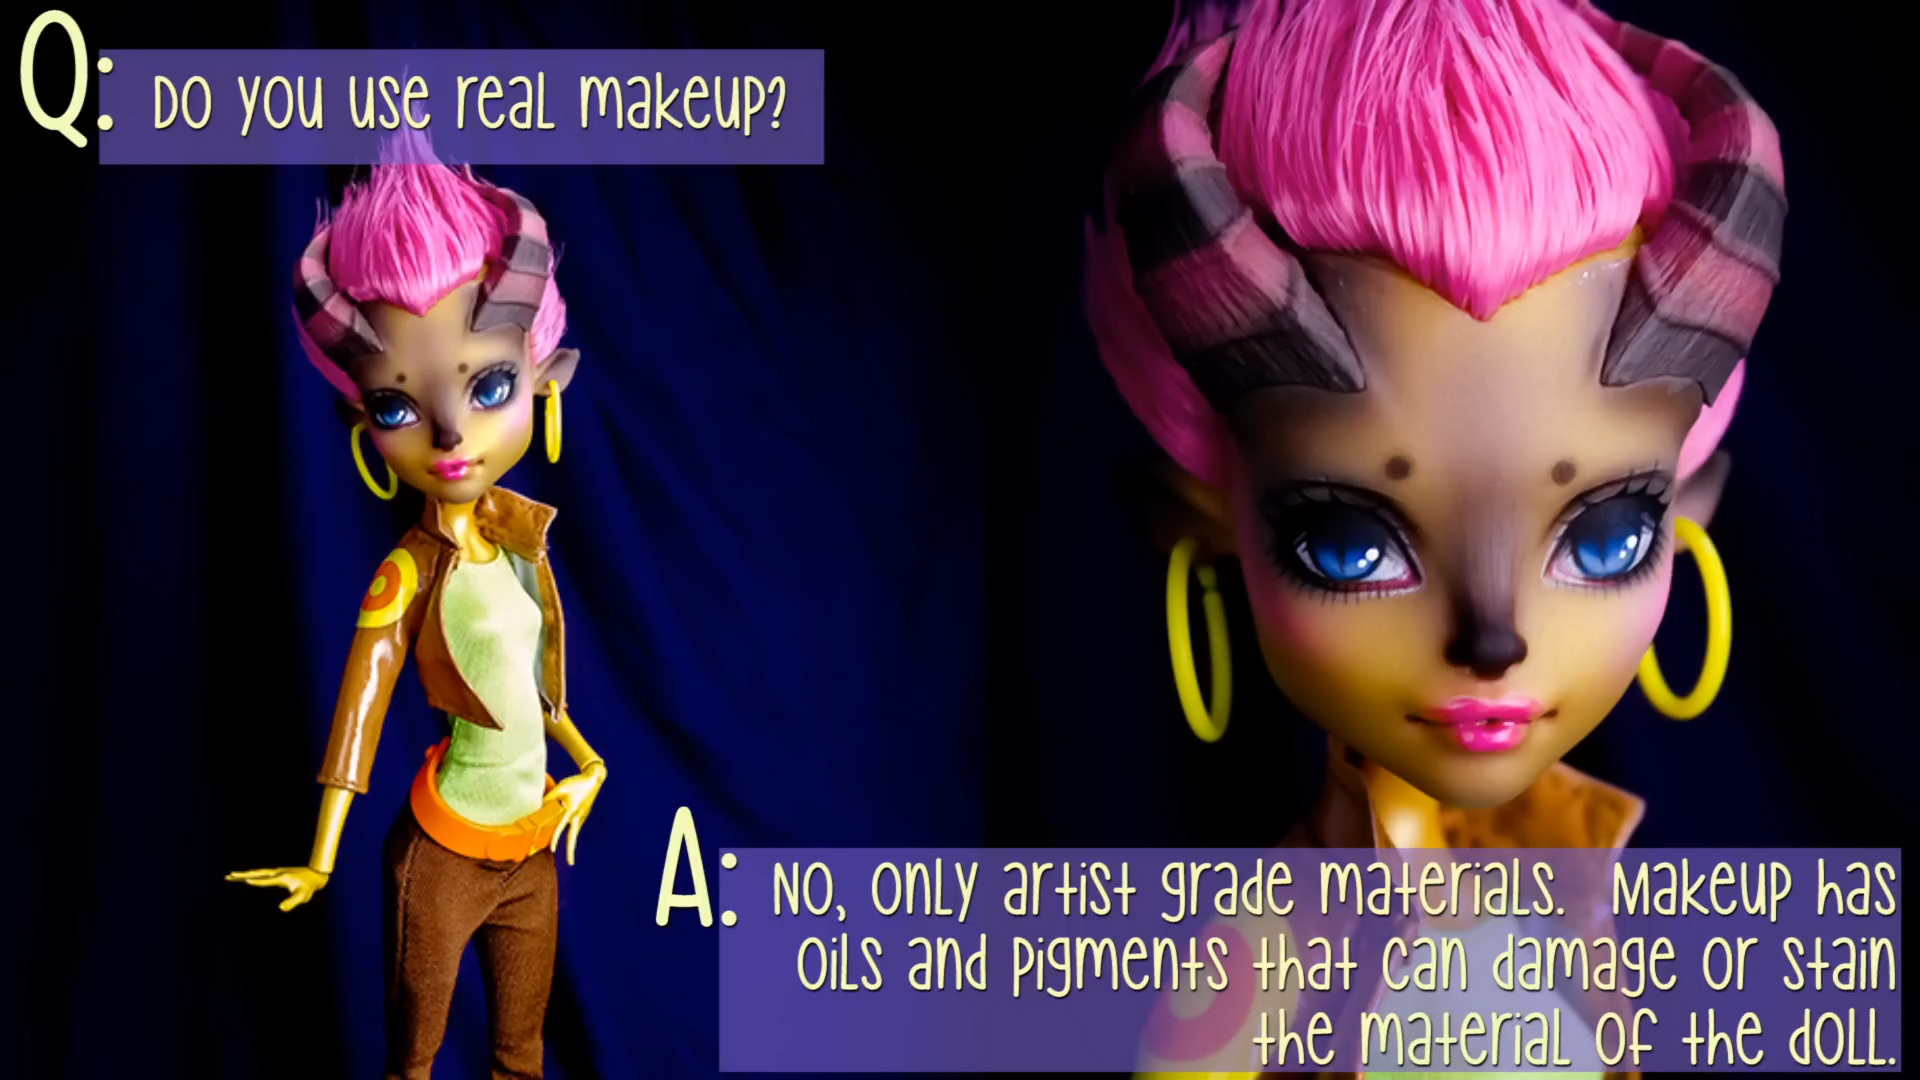 Q: Do you use real makeup?
A: No, only artist grade materials. Makeup has
oils and pigments that can damage or stain
the material of the doll.